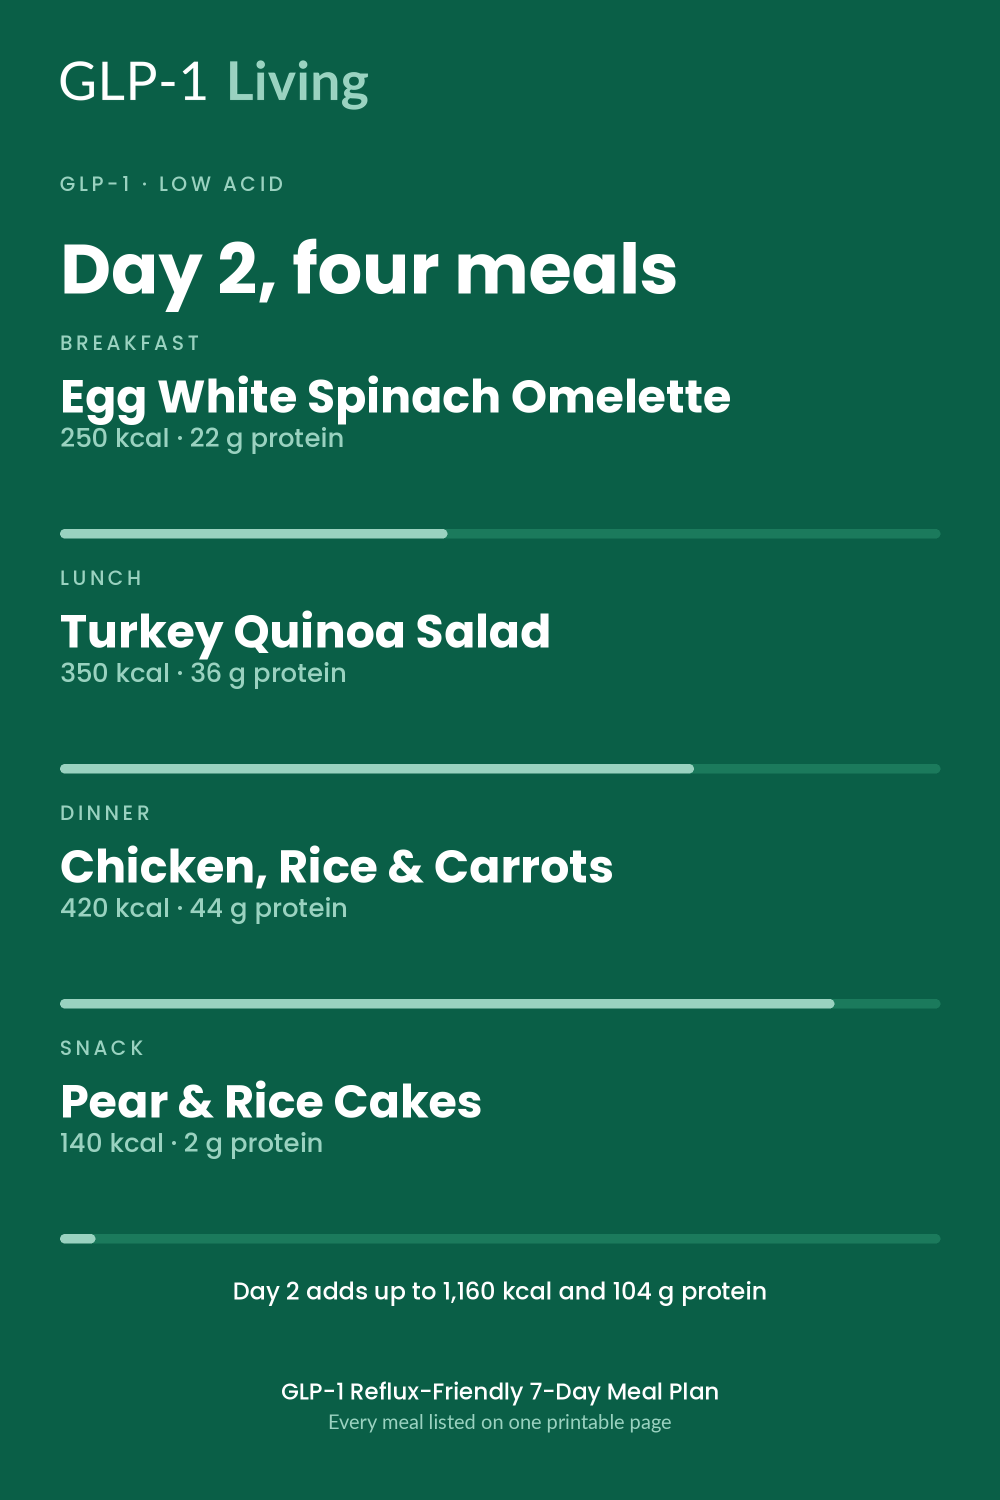 GLP-1 Living
GLP-1 · LOW ACID
Day 2, four meals
BREAKFAST
Egg White Spinach Omelette
250 kcal · 22 g protein
LUNCH
Turkey Quinoa Salad
350 kcal · 36 g protein
DINNER
Chicken, Rice & Carrots
420 kcal · 44 g protein
SNACK
Pear & Rice Cakes
140 kcal · 2 g protein
Day 2 adds up to 1,160 kcal and 104 g protein
GLP-1 Reflux-Friendly 7-Day Meal Plan
Every meal listed on one printable page